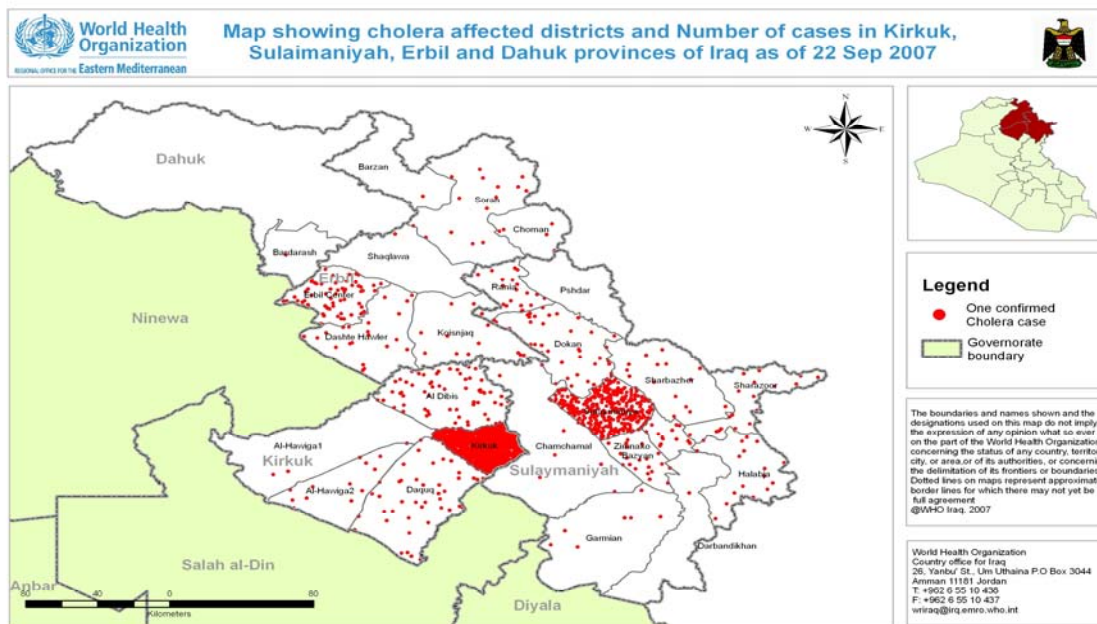 World Health Organization
REGIONAL OFFICE FOR THE Eastern Mediterranean
Map showing cholera affected districts and Number of cases in Kirkuk,
Sulaimaniyah, Erbil and Dahuk provinces of Iraq as of 22 Sep 2007
N
W E
S
Dahuk
Barzan
Soran
Choman
Bardarash
Shaqlawa
Erbil
Erbil Center
Rania
Pshdar
Ninewa
Dashte Hawler
Koisnjaq
Dokan
Sharbazher
Sharazoor
Al Dibis
Al-Hawiga1
Kirkuk
Kirkuk
Chamchamal
Bazyan
Sulaymaniyah
Halabja
Al-Hawiga2
Daquq
Garmian
Darbandikhan
Salah al-Din
Anbar
Diyala
80 40 0 80
Kilometers
Legend
One confirmed
Cholera case
Governorate
boundary
The boundaries and names shown and the
designations used on this map do not imply
the expression of any opinion what so ever
on the part of the World Health Organization
concerning the status of any country, territor
city, or area,or of its authorities, or concernin
the delimitation of its frontiers or boundaries
Dotted lines on maps represent approximat
border lines for which there may not yet be
full agreement
@WHO Iraq, 2007
World Health Organization
Country office for Iraq
26, Yanbu' St., Um Uthaina P.O Box 3044
Amman 11181 Jordan
T: +962 6 55 10 438
F: +962 6 55 10 437
wriraq@irq.emro.who.int